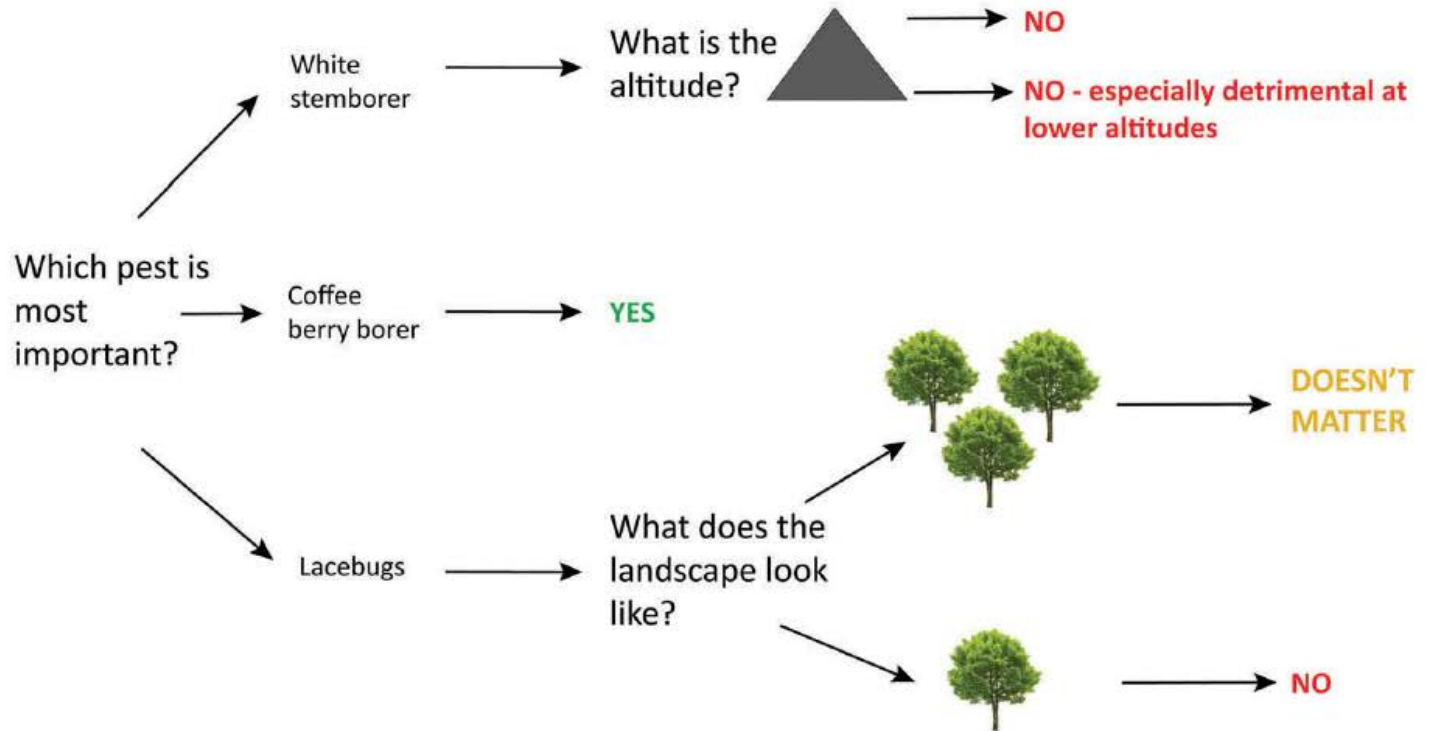 Which pest is
most
important?
White
stemborer
What is the
altitude?
NO
NO - especially detrimental at
lower altitudes
Coffee
berry borer
YES
Lacebugs
What does the
landscape look
like?
DOESN'T
MATTER
NO